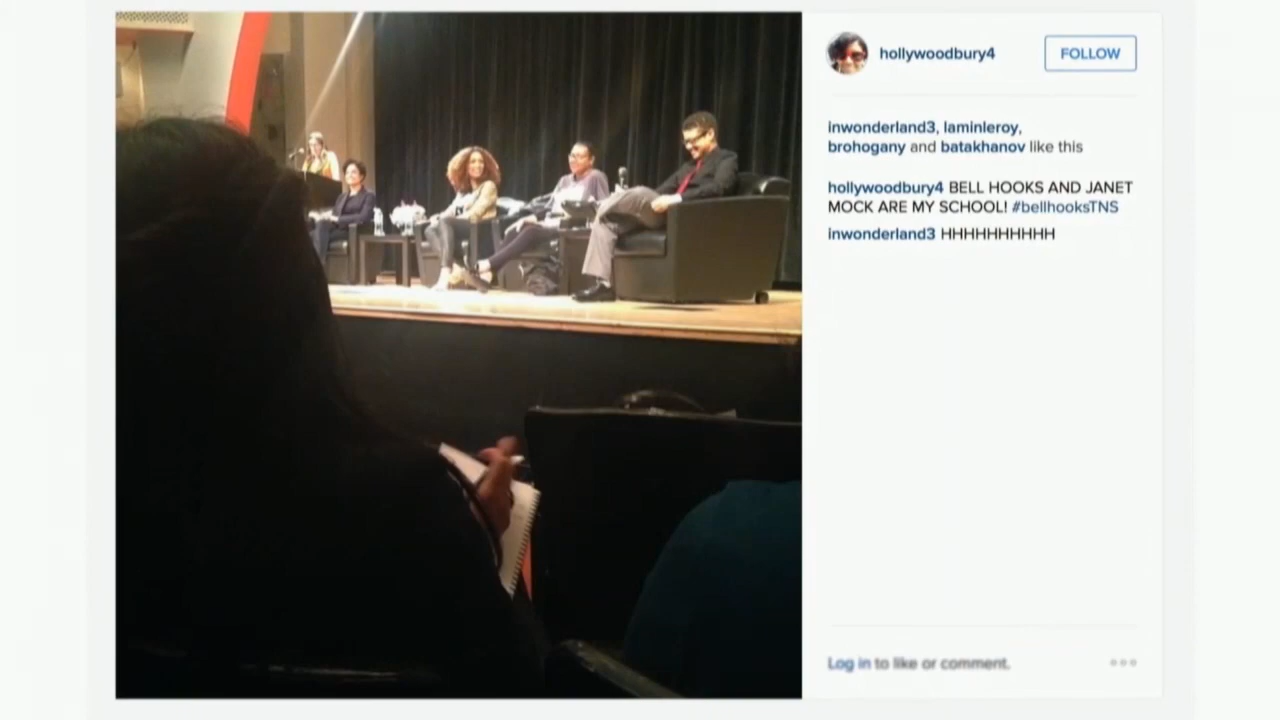 hollywoodbury4
FOLLOW
inwonderland3, laminleroy,
brohogany and batakhanov like this
hollywoodbury4 BELL HOOKS AND JANET
MOCK ARE MY SCHOOL! #bellhooksTNS
inwonderland3 HHHHHHHHHH
Log in to like or comment.